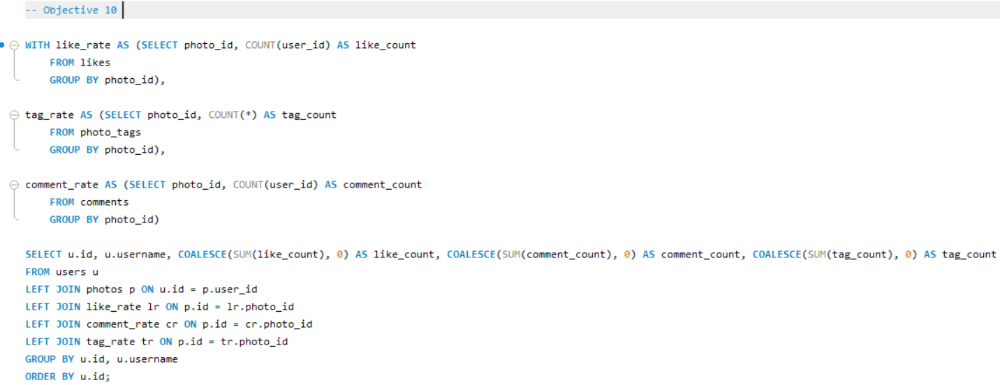 -- Objective 10
WITH like_rate AS (SELECT photo_id, COUNT(user_id) AS like_count
FROM likes
GROUP BY photo_id),
tag_rate AS (SELECT photo_id, COUNT(*) AS tag_count
FROM photo_tags
GROUP BY photo_id),
comment_rate AS (SELECT photo_id, COUNT(user_id) AS comment_count
FROM comments
GROUP BY photo_id)
SELECT u.id, u.username, COALESCE(SUM(like_count), 0) AS like_count, COALESCE(SUM(comment_count), 0) AS comment_count, COALESCE(SUM(tag_count), 0) AS tag_count
FROM users u
LEFT JOIN photos p ON u.id = p.user_id
LEFT JOIN like_rate lr ON p.id = lr.photo_id
LEFT JOIN comment_rate cr ON p.id = cr.photo_id
LEFT JOIN tag_rate tr ON p.id = tr.photo_id
GROUP BY u.id, u.username
ORDER BY u.id;